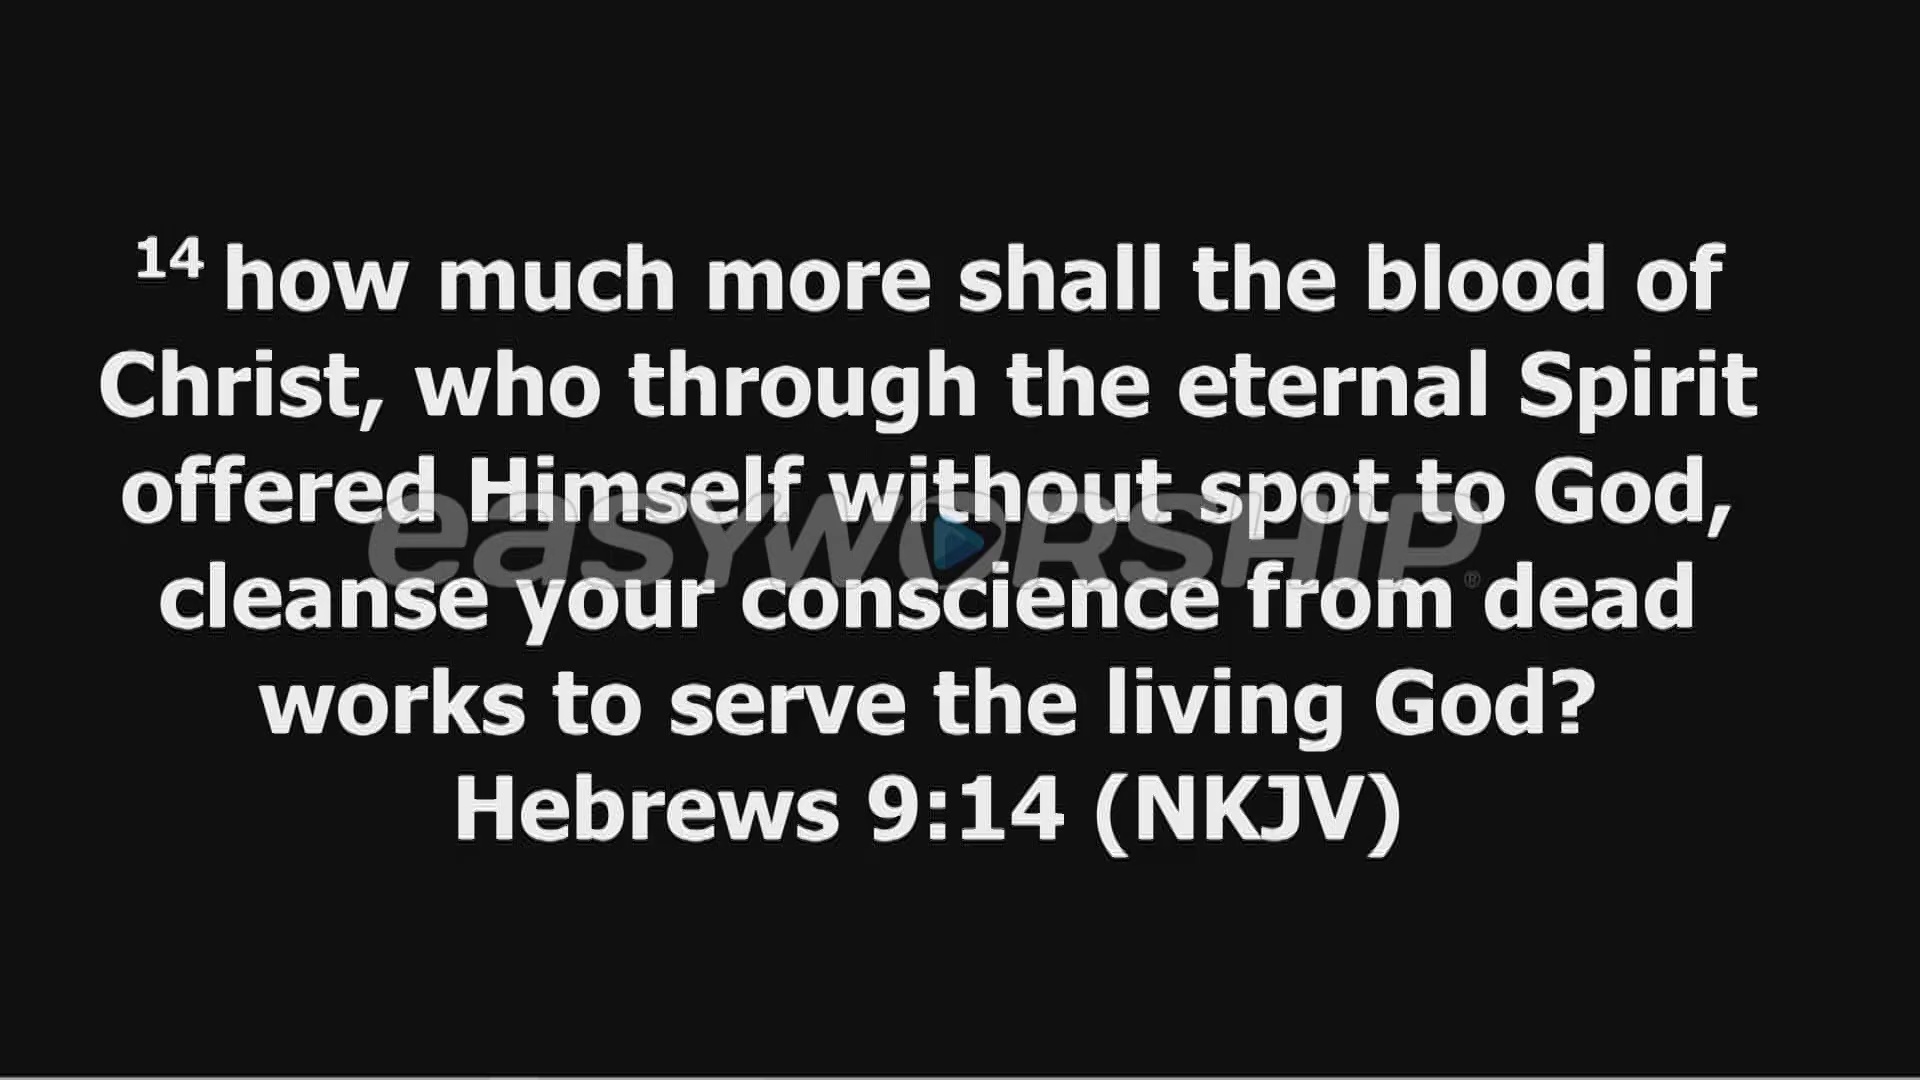 14 how much more shall the blood of
Christ, who through the eternal Spirit
offered Himself without spot to God,
easyWORSHIP®
cleanse your conscience from dead
works to serve the living God?
Hebrews 9:14 (NKJV)